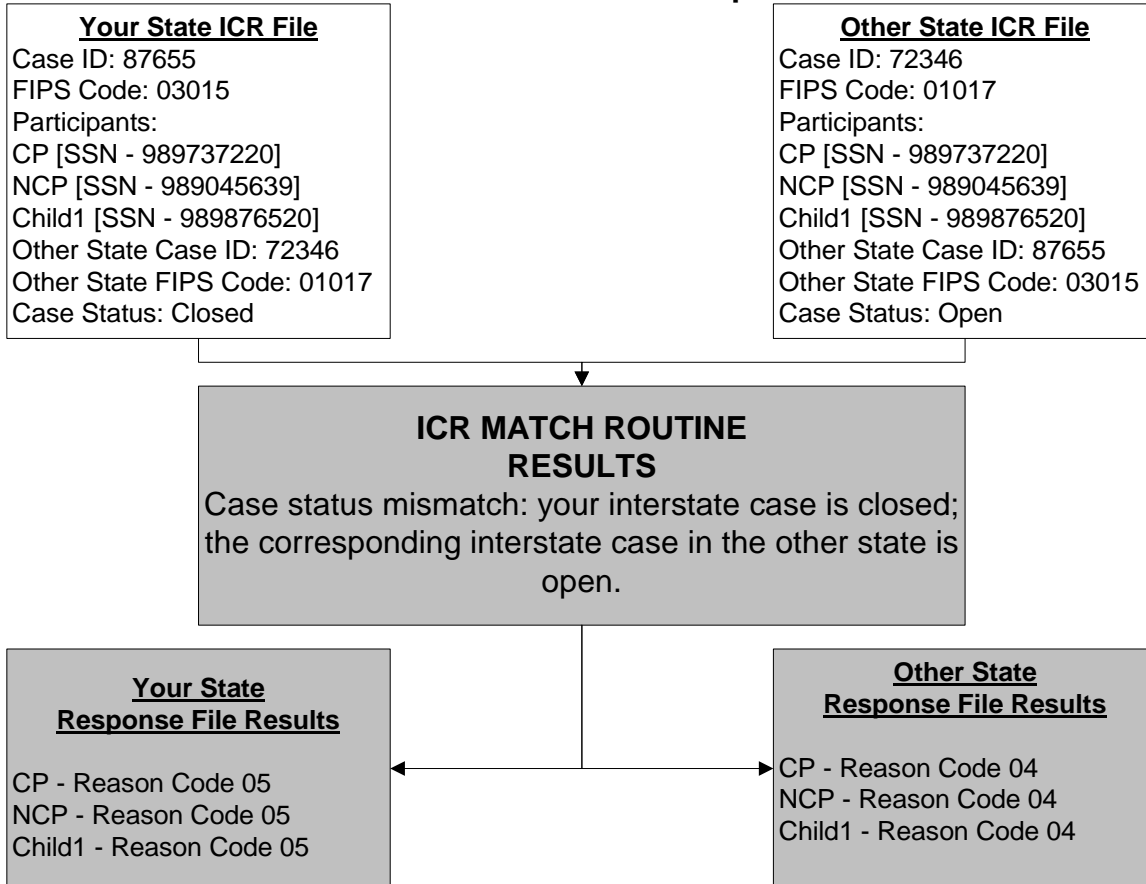 Your State ICR File
Case ID: 87655
FIPS Code: 03015
Participants:
CP [SSN - 989737220]
NCP [SSN - 989045639]
Child1 [SSN - 989876520]
Other State Case ID: 72346
Other State FIPS Code: 01017
Case Status: Closed
Other State ICR File
Case ID: 72346
FIPS Code: 01017
Participants:
CP [SSN - 989737220]
NCP [SSN - 989045639]
Child1 [SSN - 989876520]
Other State Case ID: 87655
Other State FIPS Code: 03015
Case Status: Open
ICR MATCH ROUTINE
RESULTS
Case status mismatch: your interstate case is closed;
the corresponding interstate case in the other state is
open.
Your State
Response File Results
CP - Reason Code 05
NCP - Reason Code 05
Child1 - Reason Code 05
Other State
Response File Results
CP - Reason Code 04
NCP - Reason Code 04
Child1 - Reason Code 04